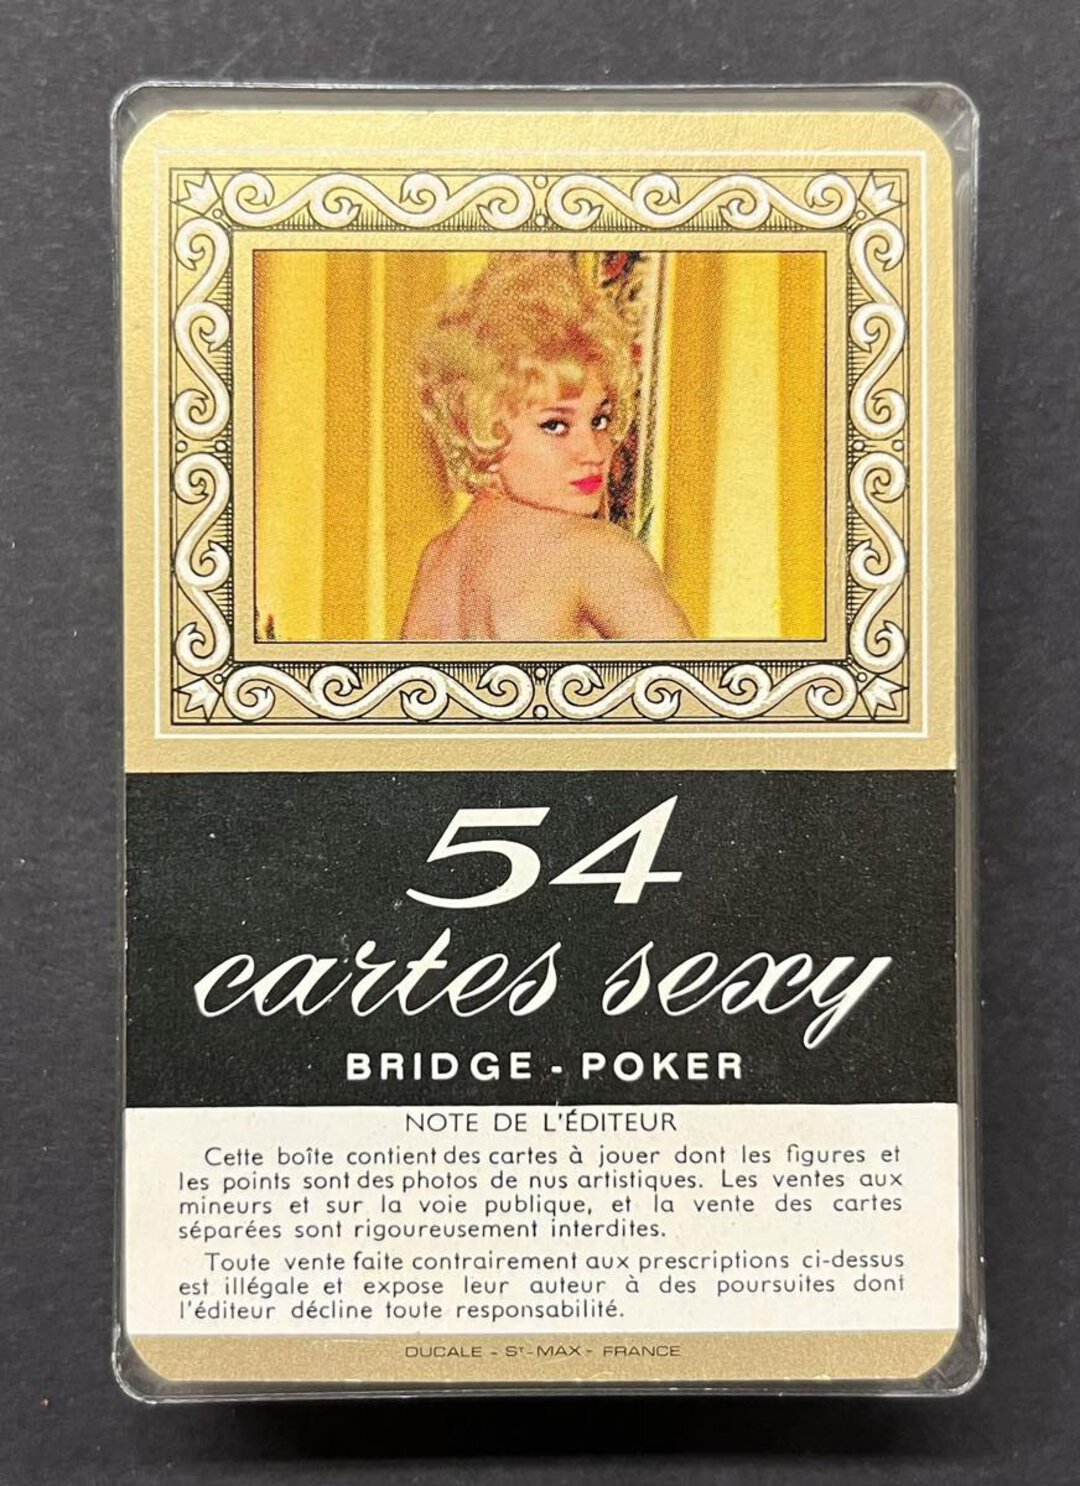 54
cartes sexy
BRIDGE - POKER
NOTE DE L'ÉDITEUR
Cette boîte contient des cartes à jouer dont les figures et
les points sont des photos de nus artistiques. Les ventes aux
mineurs et sur la voie publique, et la vente des cartes
séparées sont rigoureusement interdites.
Toute vente faite contrairement aux prescriptions ci-dessus
est illégale et expose leur auteur à des poursuites dont
l'éditeur décline toute responsabilité.
DUCALE - ST-MAX - FRANCE